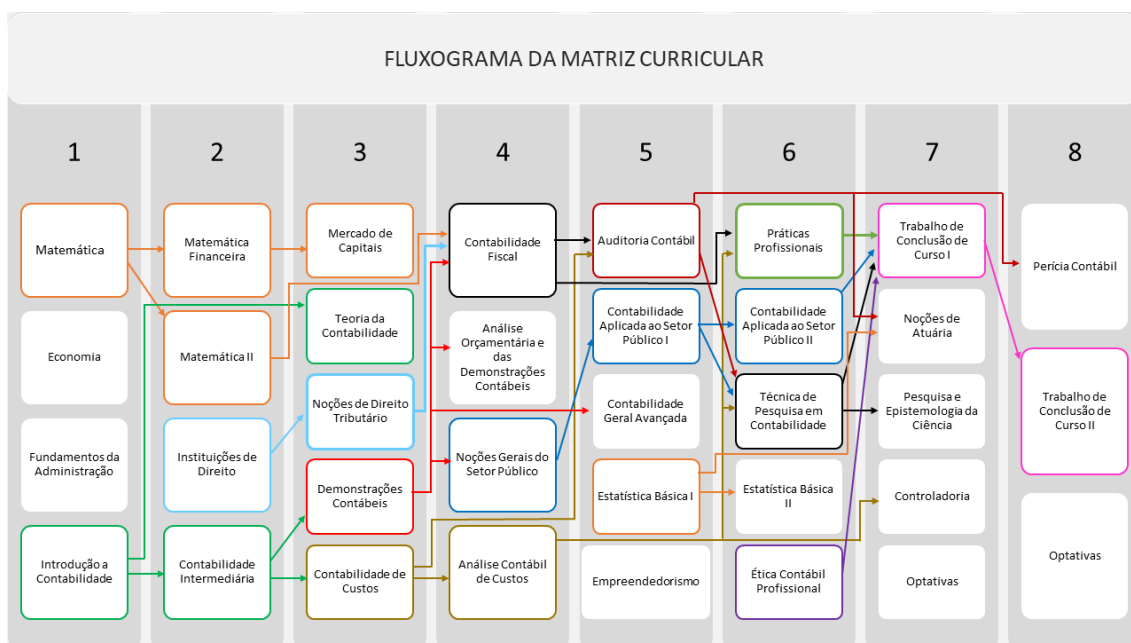 FLUXOGRAMA DA MATRIZ CURRICULAR
1
2
3
4
5
6
7
8
Matemática
Economia
Fundamentos da
Administração
Introdução a
Contabilidade
Matemática
Financeira
Matemática II
Instituições de
Direito
Contabilidade
Intermediária
Mercado de
Capitais
Teoria da
Contabilidade
Noções de Direito
Tributário
Demonstrações
Contábeis
Contabilidade de
Custos
Contabilidade
Fiscal
Análise
Orçamentária e
das
Demonstrações
Contábeis
Noções Gerais do
Setor Público
Análise Contábil
de Custos
Auditoria Contábil
Contabilidade
Aplicada ao Setor
Público I
Contabilidade
Geral Avançada
Estatística Básica I
Empreendedorismo
Práticas
Profissionais
Contabilidade
Aplicada ao Setor
Público II
Técnica de
Pesquisa em
Contabilidade
Estatística Básica
II
Ética Contábil
Profissional
Trabalho de
Conclusão de
Curso I
Noções de
Atuária
Pesquisa e
Epistemologia da
Ciência
Controladoria
Optativas
Perícia Contábil
Trabalho de
Conclusão de
Curso II
Optativas